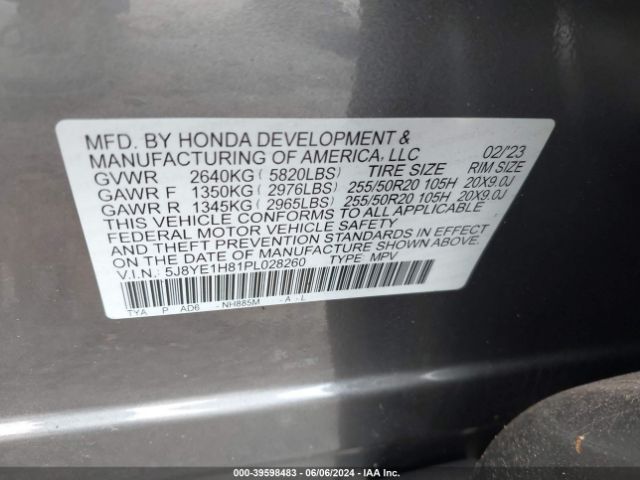 MFD. BY HONDA DEVELOPMENT &
MANUFACTURING OF AMERICA, LLC 02/'23
GVWR 2640KG (5820LBS) TIRE SIZE RIM SIZE
GAWR F 1350KG (2976LBS) 255/50R20 105H 20X9.0J
GAWR R 1345KG (2965LBS) 255/50R20 105H 20X9.0J
THIS VEHICLE CONFORMS TO ALL APPLICABLE
FEDERAL MOTOR VEHICLE SAFETY
AND THEFT PREVENTION STANDARDS IN EFFECT
ON THE DATE OF MANUFACTURE SHOWN ABOVE.
V.I.N.: 5J8YE1H81PL028260 TYPE MPV
TYA P AD6 - NH885M - A - L
000-39598483 — 06/06/2024 — IAA Inc.